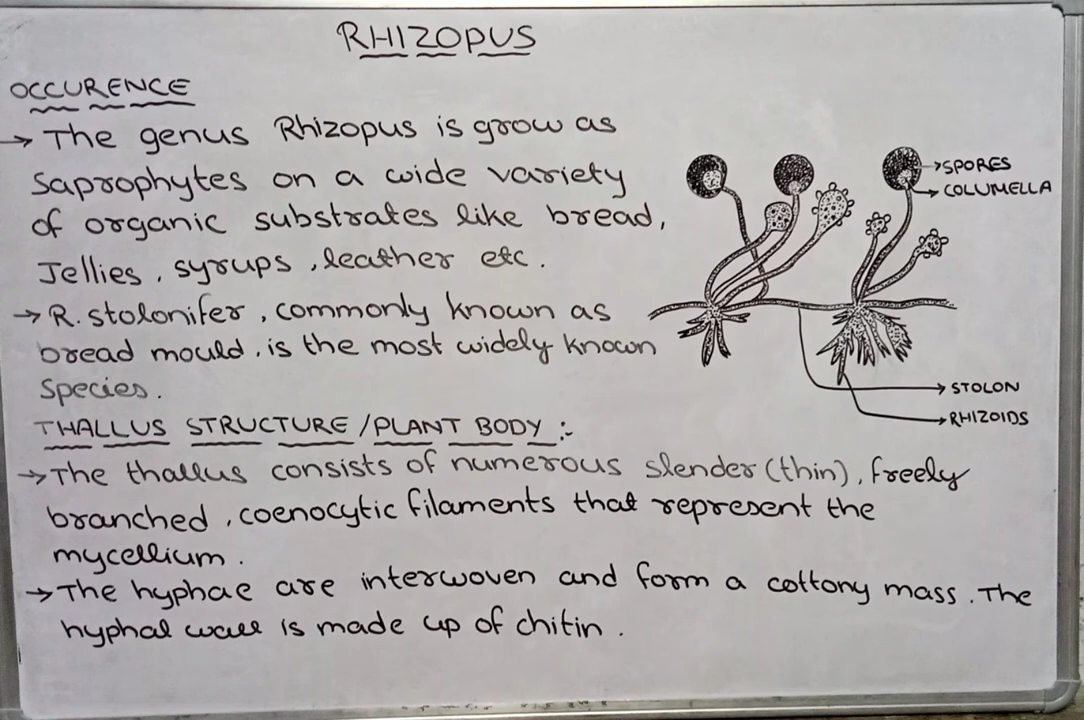 RHIZOPUS
OCCURENCE
→ The genus Rhizopus is grow as
Saprophytes on a wide variety
of organic substrates like bread,
Jellies, syrups, leather etc.
→ R. stolonifer, commonly known as
bread mould, is the most widely known
Species.
SPORES
COLUMELLA
STOLON
RHIZOIDS
THALLUS STRUCTURE / PLANT BODY :-
→ The thallus consists of numerous slender (thin), freely
branched, coenocytic filaments that represent the
mycellium.
→ The hyphae are interwoven and form a cottony mass. The
hyphal wall is made up of chitin.